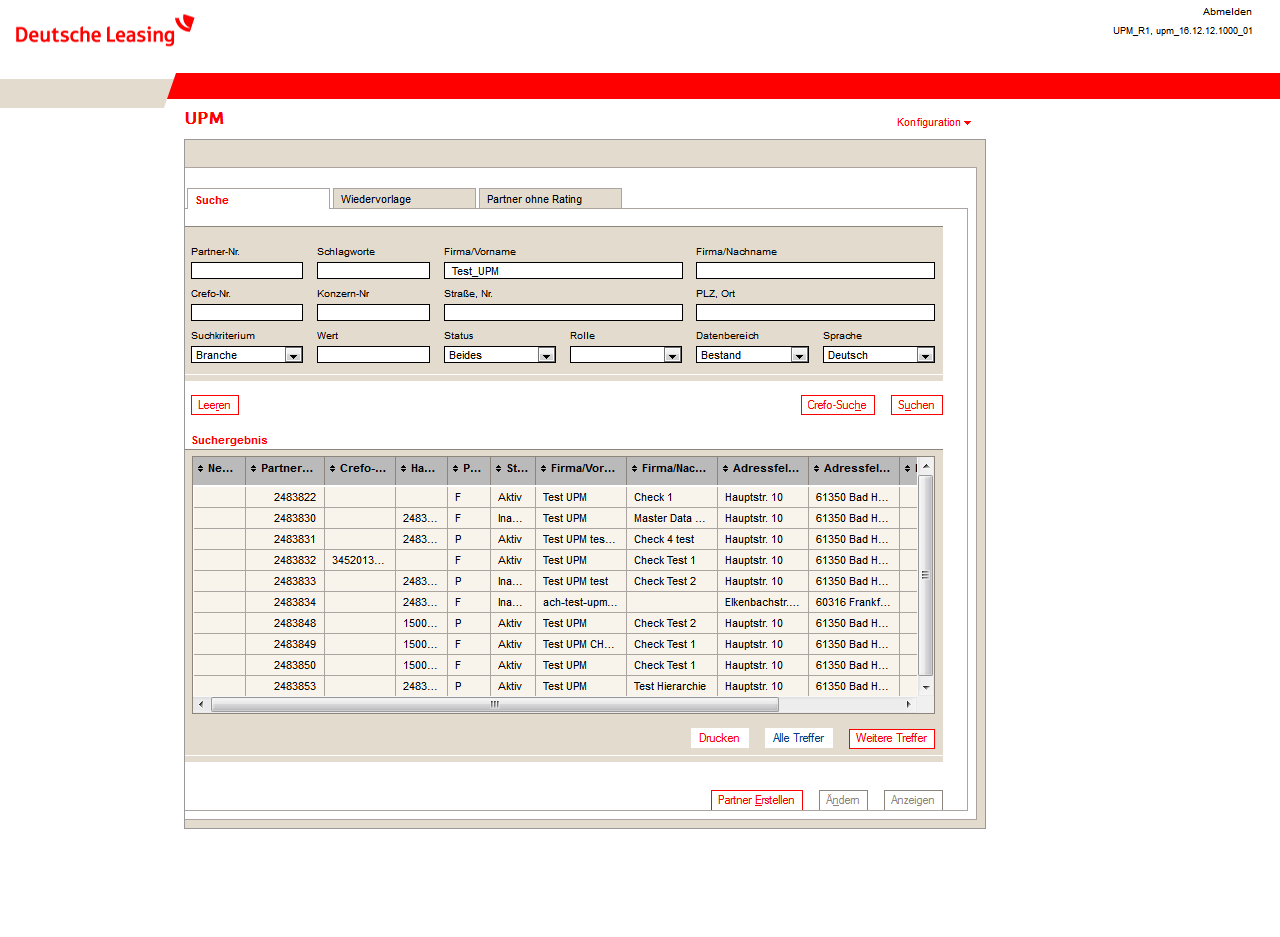 Deutsche Leasing
Abmelden
UPM_R1, upm_16.12.12.1000_01
UPM
Konfiguration
Suche Wiedervorlage Partner ohne Rating
Partner-Nr. Schlagworte Firma/Vorname Firma/Nachname
Test_UPM
Crefo-Nr. Konzern-Nr Straße, Nr. PLZ, Ort
Suchkriterium Wert Status Rolle Datenbereich Sprache
Branche Beides Bestand Deutsch
Leeren Crefo-Suche Suchen
Suchergebnis
Ne... Partner... Crefo-... Ha... P... St... Firma/Vor... Firma/Nac... Adressfel... Adressfel...
2483822 F Aktiv Test UPM Check 1 Hauptstr. 10 61350 Bad H...
2483830 2483... F Ina... Test UPM Master Data ... Hauptstr. 10 61350 Bad H...
2483831 2483... P Aktiv Test UPM tes... Check 4 test Hauptstr. 10 61350 Bad H...
2483832 3452013... F Aktiv Test UPM Check Test 1 Hauptstr. 10 61350 Bad H...
2483833 2483... P Ina... Test UPM test Check Test 2 Hauptstr. 10 61350 Bad H...
2483834 2483... F Ina... ach-test-upm... Elkenbachstr.... 60316 Frankf...
2483848 1500... P Aktiv Test UPM Check Test 2 Hauptstr. 10 61350 Bad H...
2483849 1500... F Aktiv Test UPM CH... Check Test 1 Hauptstr. 10 61350 Bad H...
2483850 1500... F Aktiv Test UPM Check Test 1 Hauptstr. 10 61350 Bad H...
2483853 2483... P Aktiv Test UPM Test Hierarchie Hauptstr. 10 61350 Bad H...
Drucken Alle Treffer Weitere Treffer
Partner Erstellen Ändern Anzeigen